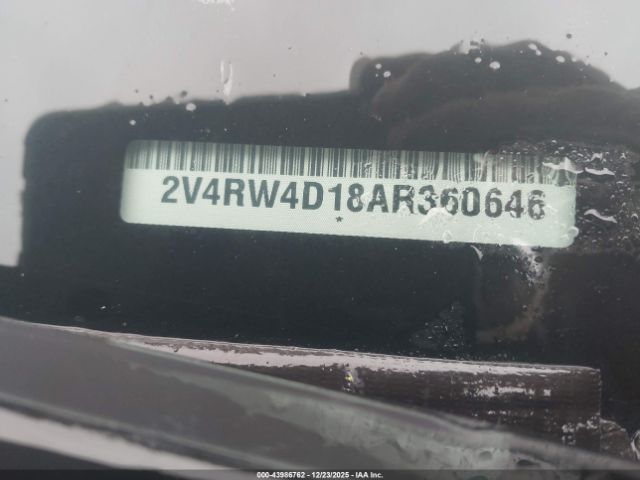 2V4RW4D18AR360646
*
000-43986762 - 12/23/2025 - IAA Inc.